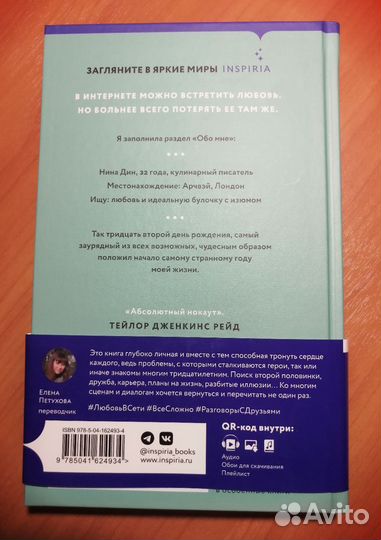 ЗАГЛЯНИТЕ В ЯРКИЕ МИРЫ INSPIRIA
В ИНТЕРНЕТЕ МОЖНО ВСТРЕТИТЬ ЛЮБОВЬ.
НО БОЛЬНЕЕ ВСЕГО ПОТЕРЯТЬ ЕЕ ТАМ ЖЕ.
Я заполнила раздел «Обо мне»:
Нина Дин, 32 года, кулинарный писатель
Местонахождение: Арчвэй, Лондон
Ищу: любовь и идеальную булочку с изюмом
Так тридцать второй день рождения, самый
заурядный из всех возможных, чудесным образом
положил начало самому странному году
моей жизни.
«Абсолютный нокаут».
ТЕЙЛОР ДЖЕНКИНС РЕЙД
Это книга глубоко личная и вместе с тем способная тронуть сердце
каждого, ведь проблемы, с которыми сталкиваются герои, так или
иначе знакомы многим тридцатилетним. Поиск второй половинки,
дружба, карьера, планы на жизнь, разбитые иллюзии... Ко многим
сценам и диалогам хочется вернуться и перечитать не один раз.
#ЛюбовьВСети #ВсеСложно #РазговорыСДрузьями
Елена
Петухова
переводчик
ISBN 978-5-04-162493-4
9 785041 624934 >
@inspiria_books
www.inspiria.ru
QR-код внутри:
Аудио
Обои для скачивания
Плейлист
Avito